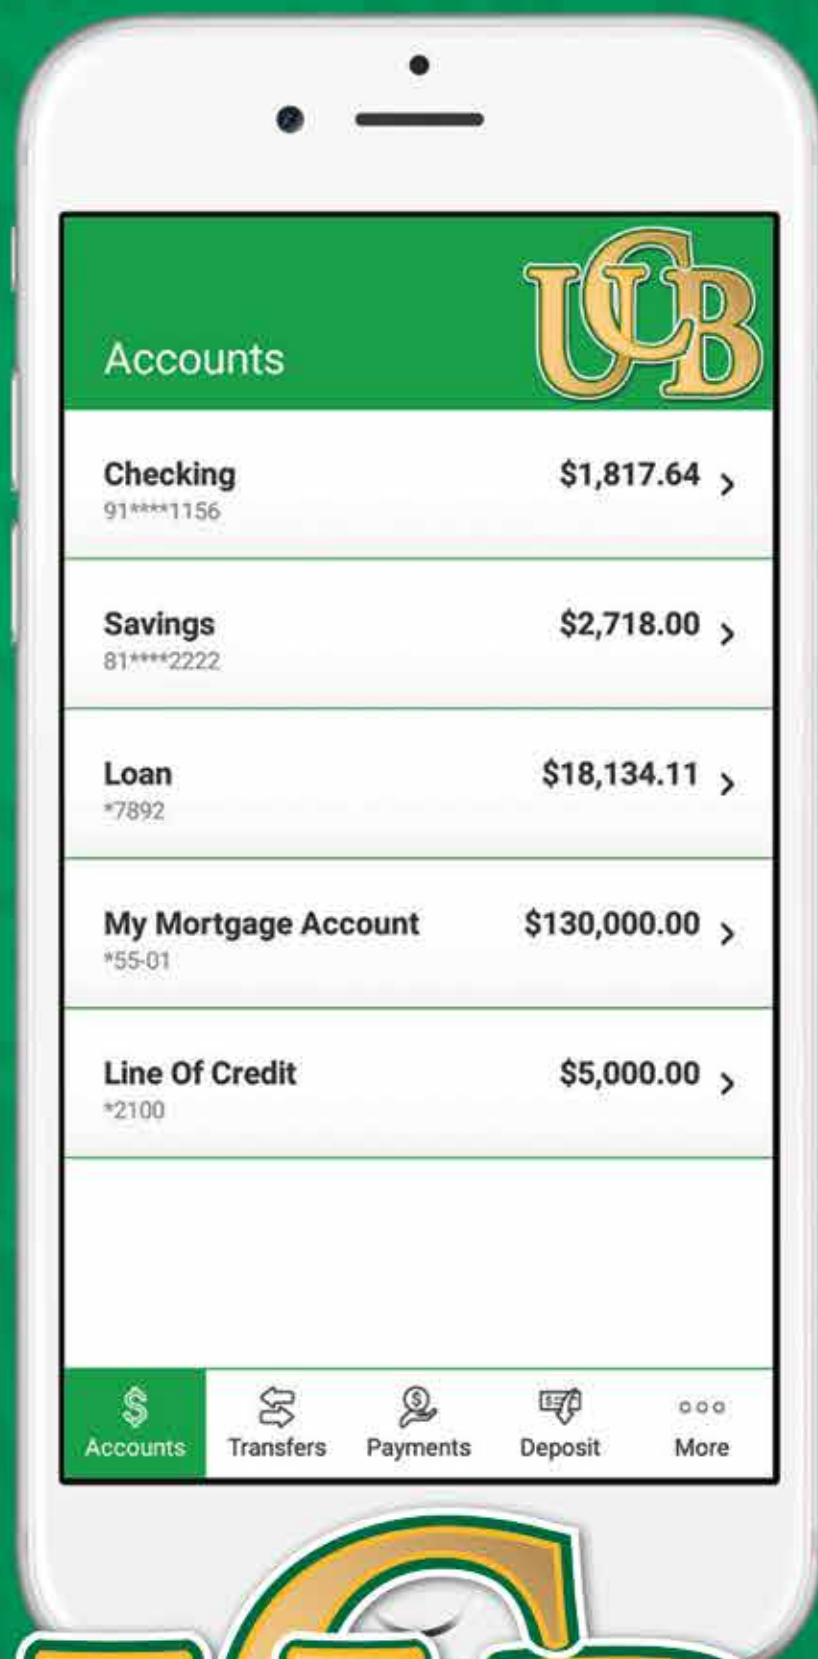 UCB
Accounts
Checking $1,817.64
91****1156
Savings $2,718.00
81****2222
Loan $18,134.11
*7892
My Mortgage Account $130,000.00
*55-01
Line Of Credit $5,000.00
*2100
Accounts Transfers Payments Deposit More